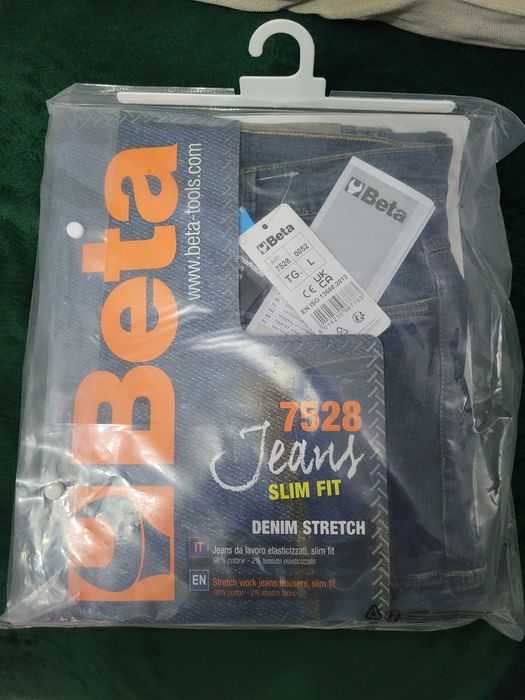 Beta
www.beta-tools.com
Beta
Beta
ART. 7528 0052
TG. L
CE UK CA
EN ISO 13688:2013
7528
Jeans
SLIM FIT
DENIM STRETCH
IT Jeans da lavoro elasticizzati, slim fit
98% cotone - 2% tessuto elasticizzato
EN Stretch work jeans trousers, slim fit
98% cotton - 2% stretch fabric